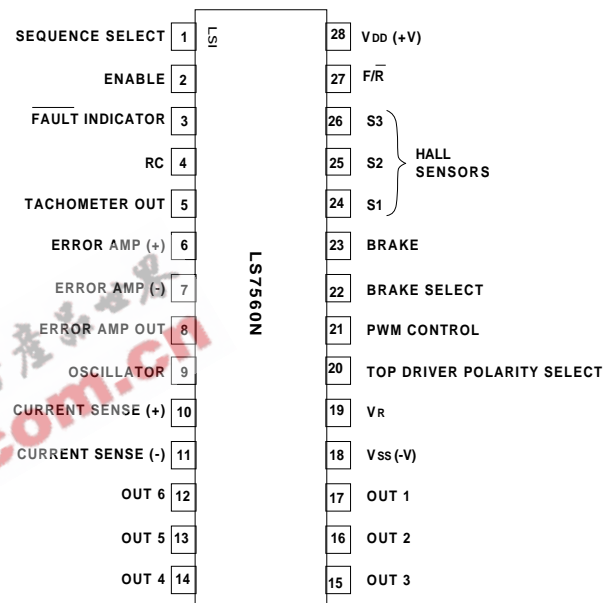 SEQUENCE SELECT 1 LSI 28 VDD (+V)
ENABLE 2 27 F/R̅
F̅A̅U̅L̅T̅ INDICATOR 3 26 S3
RC 4 25 S2
HALL
SENSORS
TACHOMETER OUT 5 24 S1
ERROR AMP (+) 6 23 BRAKE
LS7560N
ERROR AMP (-) 7 22 BRAKE SELECT
ERROR AMP OUT 8 21 PWM CONTROL
OSCILLATOR 9 20 TOP DRIVER POLARITY SELECT
CURRENT SENSE (+) 10 19 VR
CURRENT SENSE (-) 11 18 VSS (-V)
OUT 6 12 17 OUT 1
OUT 5 13 16 OUT 2
OUT 4 14 15 OUT 3
世界
com.cn